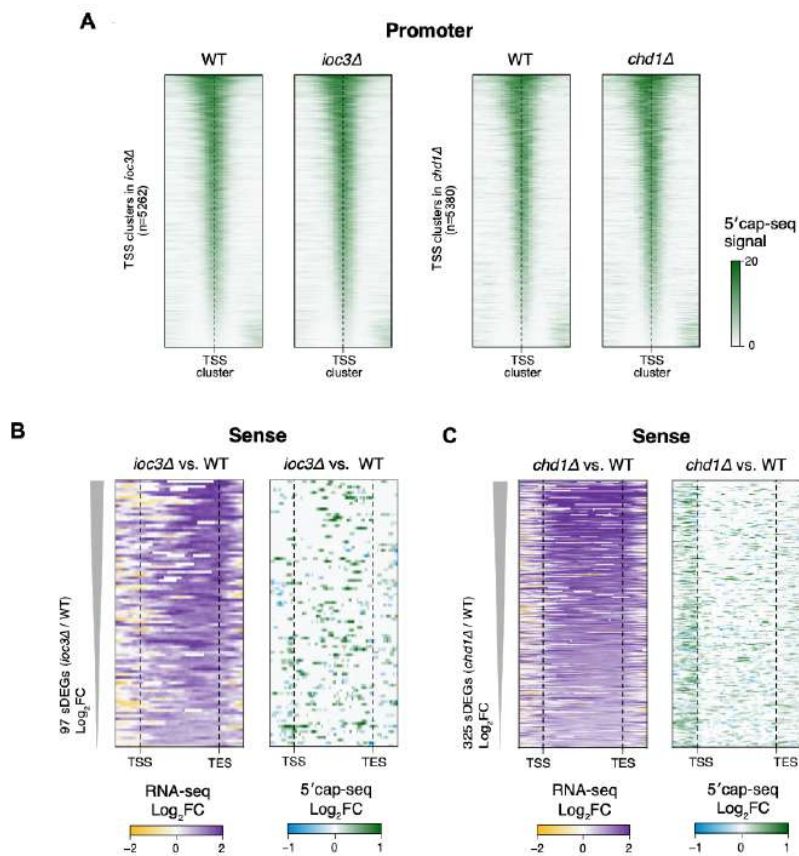 A
Promoter
WT
ioc3Δ
WT
chd1Δ
TSS clusters in ioc3Δ
(n=5262)
TSS clusters in chd1Δ
(n=5380)
5′cap-seq
signal
20
0
TSS
cluster
TSS
cluster
TSS
cluster
TSS
cluster
B
Sense
ioc3Δ vs. WT
ioc3Δ vs. WT
97 sDEGs (ioc3Δ / WT)
Log₂FC
TSS
TES
TSS
TES
RNA-seq
Log₂FC
−2
0
2
5′cap-seq
Log₂FC
−1
0
1
C
Sense
chd1Δ vs. WT
chd1Δ vs. WT
325 sDEGs (chd1Δ / WT)
Log₂FC
TSS
TES
TSS
TES
RNA-seq
Log₂FC
−2
0
2
5′cap-seq
Log₂FC
−1
0
1